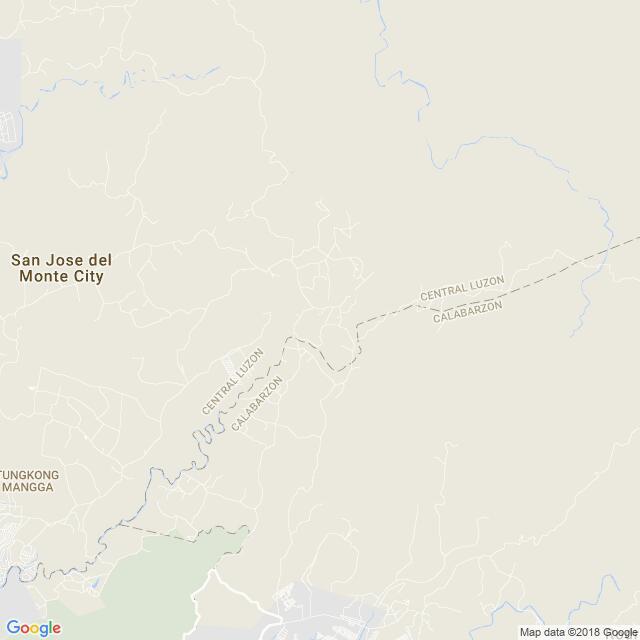 San Jose del
Monte City
CENTRAL LUZON
CALABARZON
CENTRAL LUZON
CALABARZON
TUNGKONG
MANGGA
Google
Map data ©2018 Google